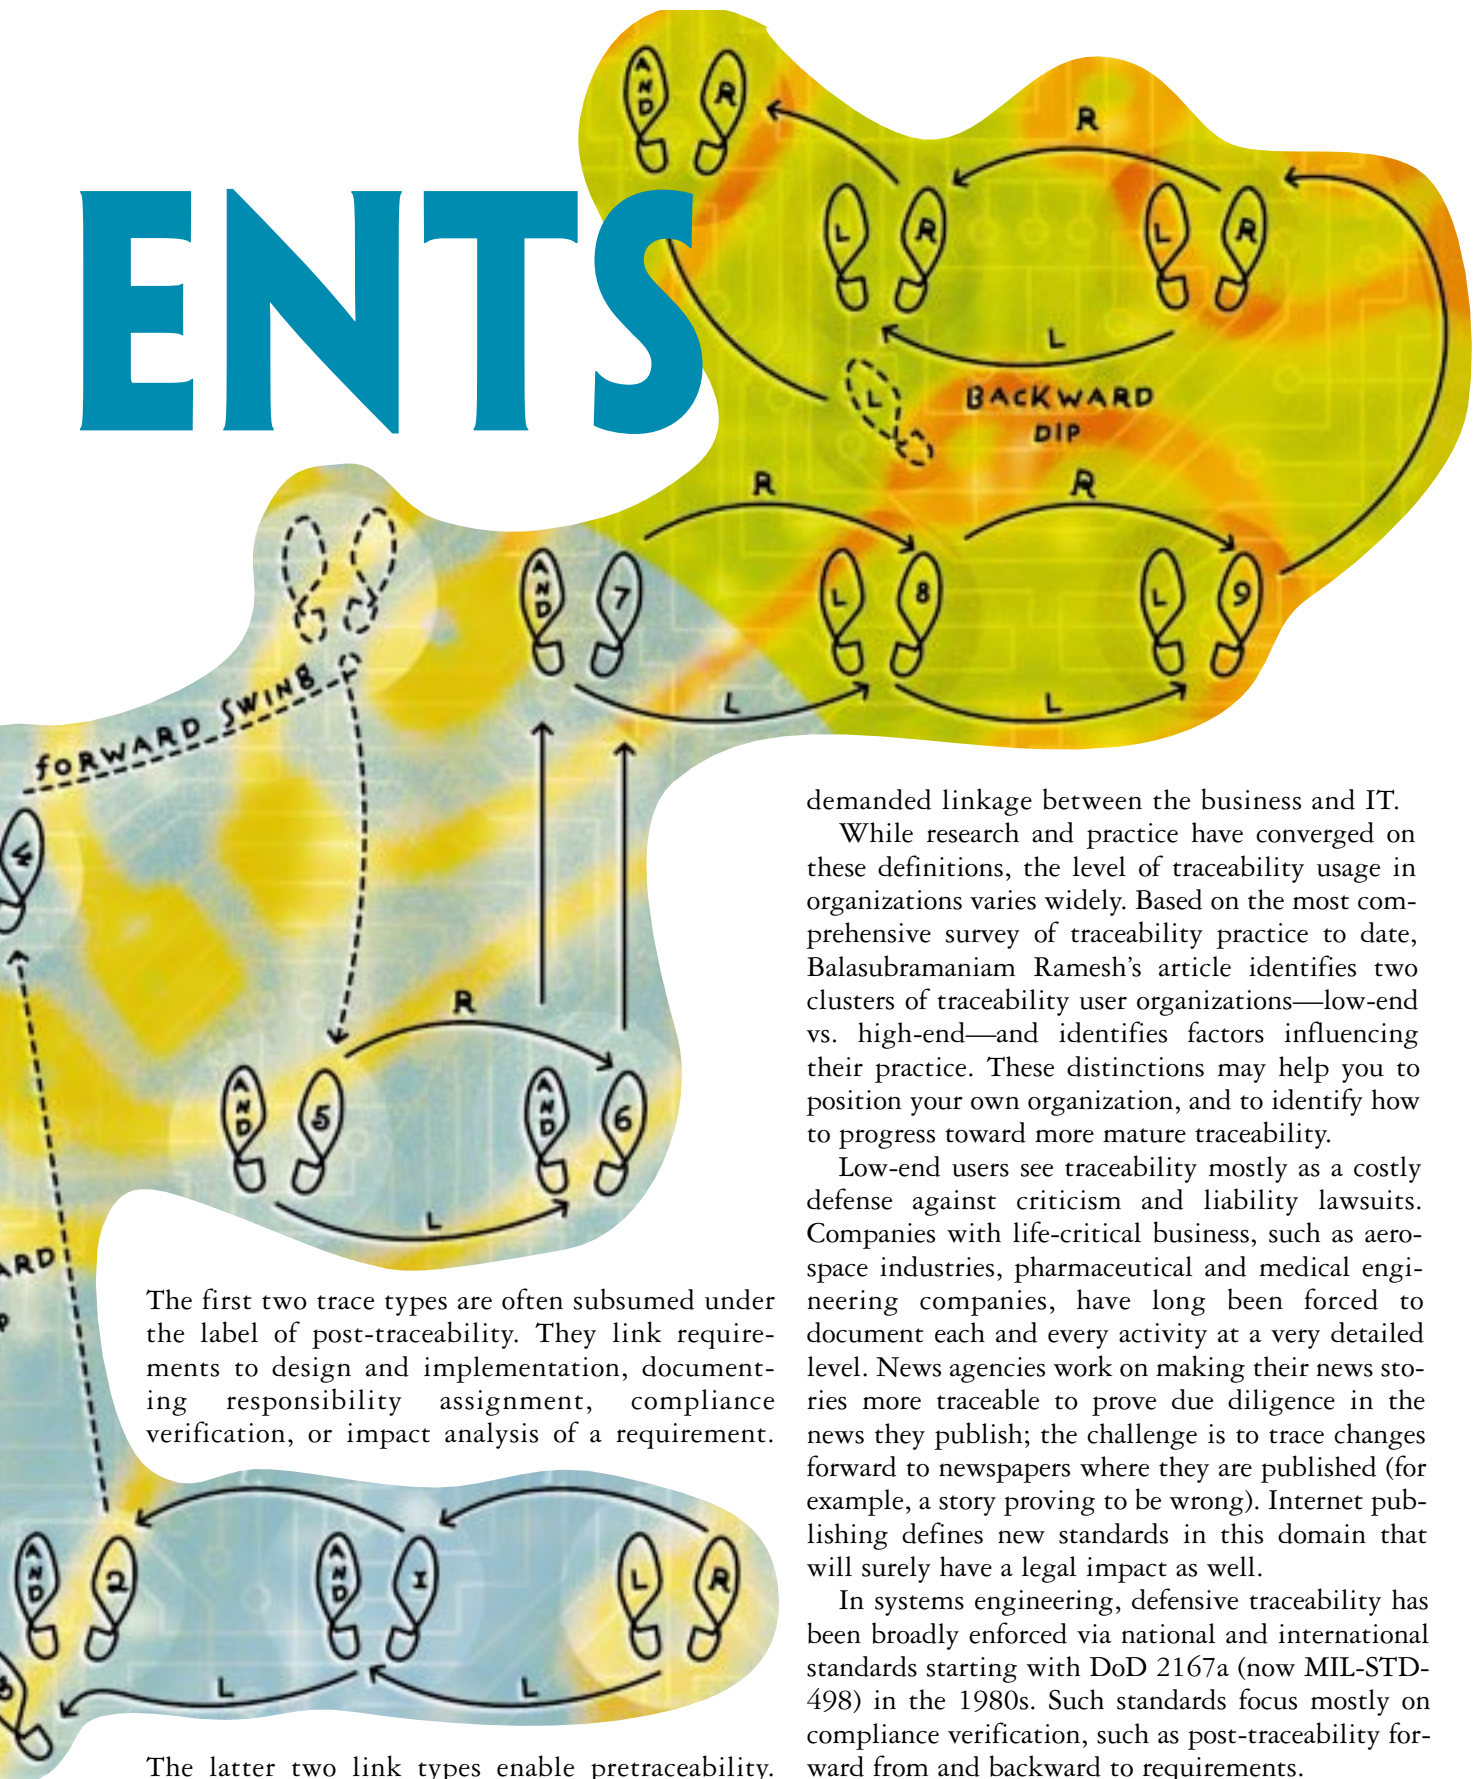 ENTS
AND
R
R
L
R
L
R
L
L
BACKWARD
DIP
R
R
AND
7
L
8
L
9
L
L
FORWARD SWING
4
R
AND
5
AND
6
L
ARD
P
The first two trace types are often subsumed under
the label of post-traceability. They link require-
ments to design and implementation, document-
ing responsibility assignment, compliance
verification, or impact analysis of a requirement.
AND
2
AND
1
L
R
L
L
3
The latter two link types enable pretraceability.
demanded linkage between the business and IT.
While research and practice have converged on
these definitions, the level of traceability usage in
organizations varies widely. Based on the most com-
prehensive survey of traceability practice to date,
Balasubramaniam Ramesh's article identifies two
clusters of traceability user organizations—low-end
vs. high-end—and identifies factors influencing
their practice. These distinctions may help you to
position your own organization, and to identify how
to progress toward more mature traceability.
Low-end users see traceability mostly as a costly
defense against criticism and liability lawsuits.
Companies with life-critical business, such as aero-
space industries, pharmaceutical and medical engi-
neering companies, have long been forced to
document each and every activity at a very detailed
level. News agencies work on making their news sto-
ries more traceable to prove due diligence in the
news they publish; the challenge is to trace changes
forward to newspapers where they are published (for
example, a story proving to be wrong). Internet pub-
lishing defines new standards in this domain that
will surely have a legal impact as well.
In systems engineering, defensive traceability has
been broadly enforced via national and international
standards starting with DoD 2167a (now MIL-STD-
498) in the 1980s. Such standards focus mostly on
compliance verification, such as post-traceability for-
ward from and backward to requirements.